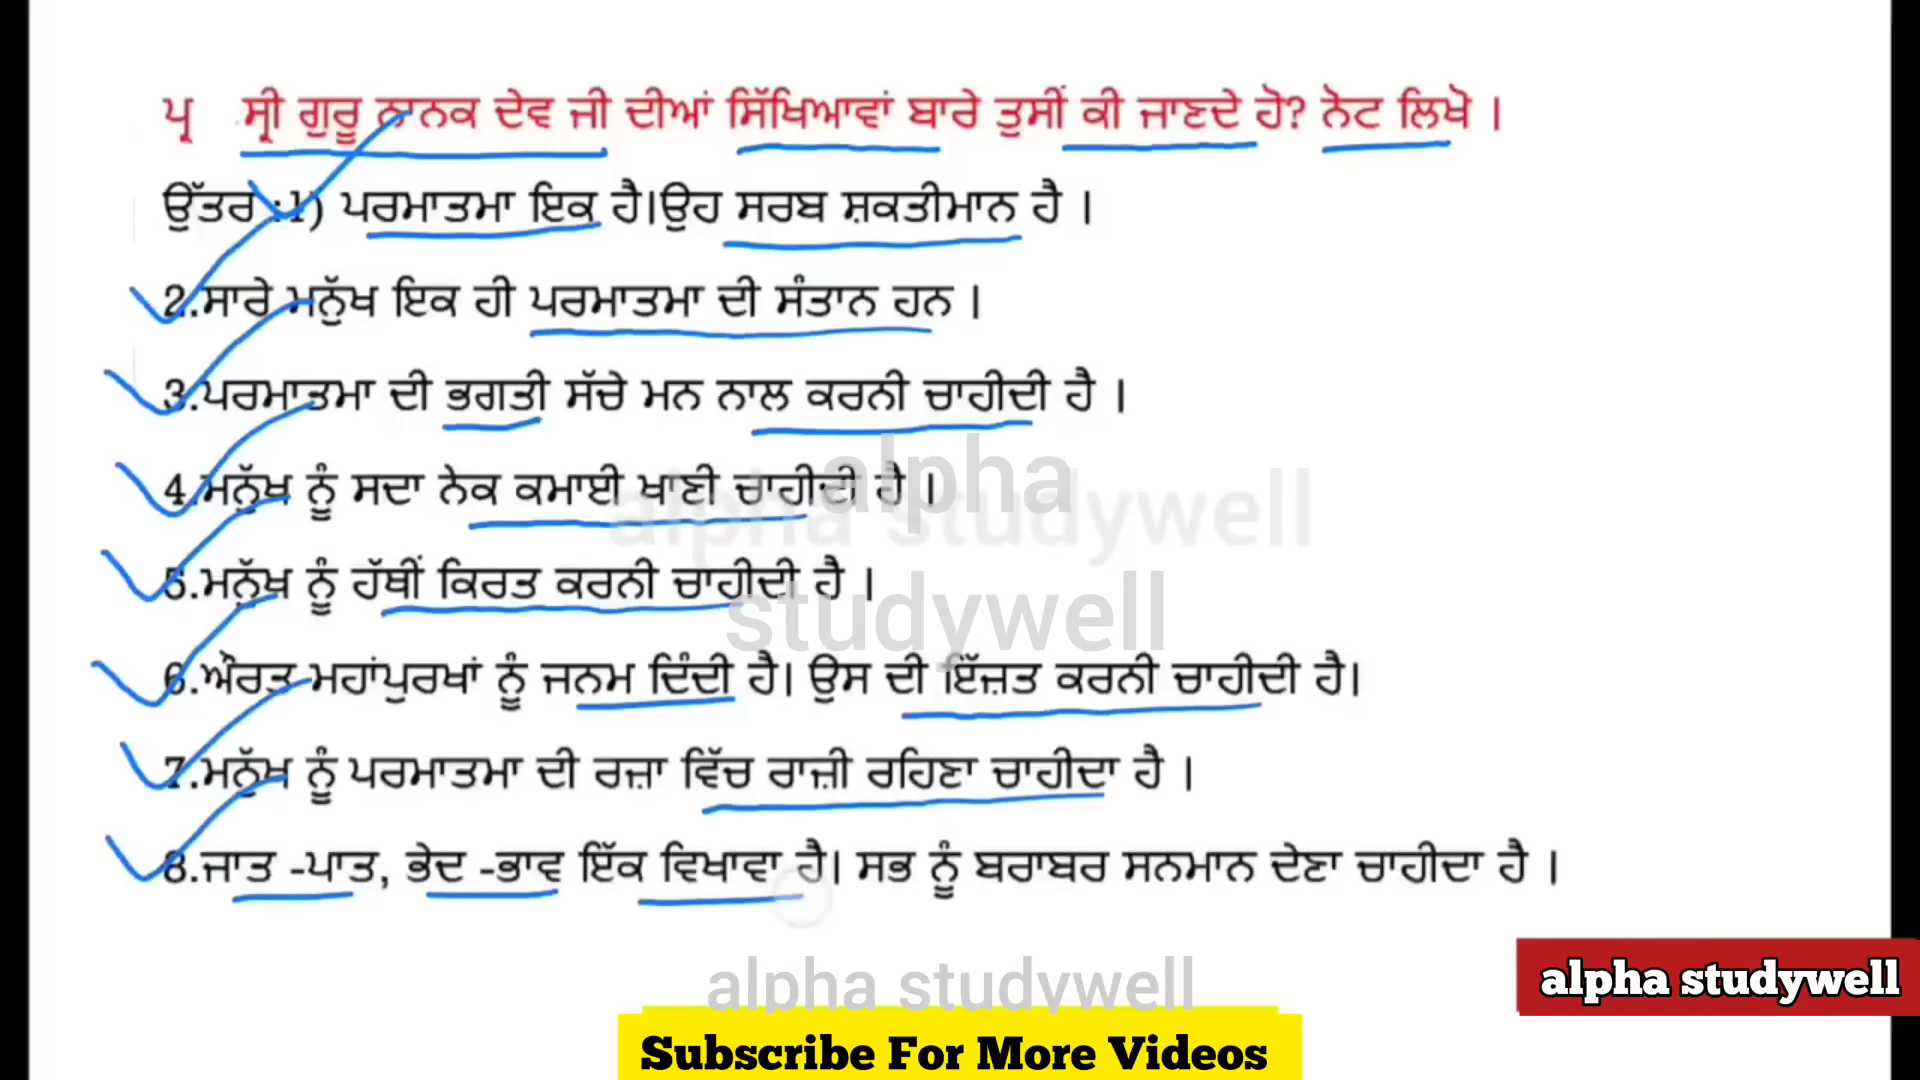 ਪ੍ਰ ਸ੍ਰੀ ਗੁਰੂ ਨਾਨਕ ਦੇਵ ਜੀ ਦੀਆਂ ਸਿੱਖਿਆਵਾਂ ਬਾਰੇ ਤੁਸੀਂ ਕੀ ਜਾਣਦੇ ਹੋ? ਨੋਟ ਲਿਖੋ ।
ਉੱਤਰ :1) ਪਰਮਾਤਮਾ ਇਕ ਹੈ।ਉਹ ਸਰਬ ਸ਼ਕਤੀਮਾਨ ਹੈ ।
2.ਸਾਰੇ ਮਨੁੱਖ ਇਕ ਹੀ ਪਰਮਾਤਮਾ ਦੀ ਸੰਤਾਨ ਹਨ ।
3.ਪਰਮਾਤਮਾ ਦੀ ਭਗਤੀ ਸੱਚੇ ਮਨ ਨਾਲ ਕਰਨੀ ਚਾਹੀਦੀ ਹੈ ।
4.ਮਨੁੱਖ ਨੂੰ ਸਦਾ ਨੇਕ ਕਮਾਈ ਖਾਣੀ ਚਾਹੀਦੀ ਹੈ ।
alpha
alpha studywell
5.ਮਨੁੱਖ ਨੂੰ ਹੱਥੀਂ ਕਿਰਤ ਕਰਨੀ ਚਾਹੀਦੀ ਹੈ ।
studywell
6.ਔਰਤ ਮਹਾਂਪੁਰਖਾਂ ਨੂੰ ਜਨਮ ਦਿੰਦੀ ਹੈ। ਉਸ ਦੀ ਇੱਜ਼ਤ ਕਰਨੀ ਚਾਹੀਦੀ ਹੈ।
7.ਮਨੁੱਖ ਨੂੰ ਪਰਮਾਤਮਾ ਦੀ ਰਜ਼ਾ ਵਿੱਚ ਰਾਜ਼ੀ ਰਹਿਣਾ ਚਾਹੀਦਾ ਹੈ ।
8.ਜਾਤ -ਪਾਤ, ਭੇਦ -ਭਾਵ ਇੱਕ ਵਿਖਾਵਾ ਹੈ। ਸਭ ਨੂੰ ਬਰਾਬਰ ਸਨਮਾਨ ਦੇਣਾ ਚਾਹੀਦਾ ਹੈ ।
alpha studywell
alpha studywell
Subscribe For More Videos